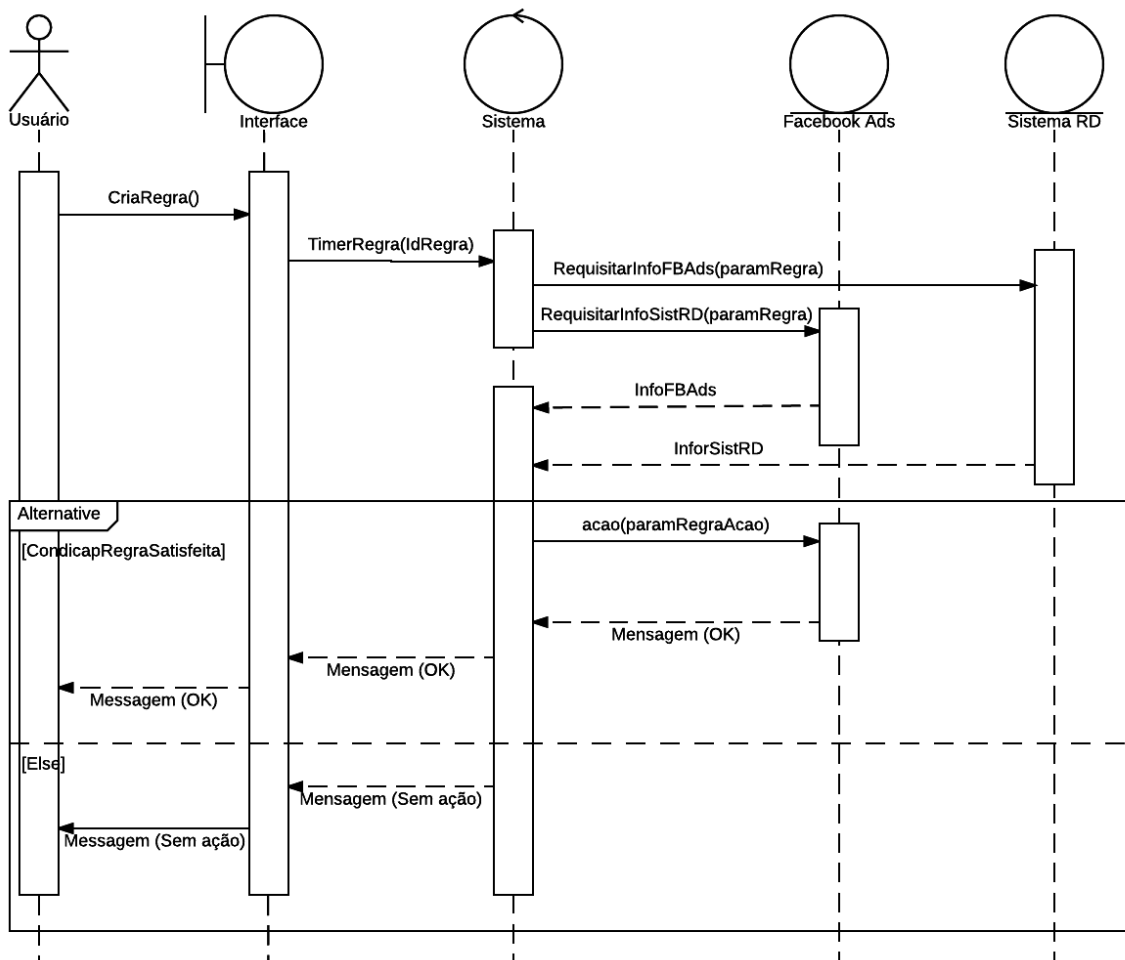 Usuário
Interface
Sistema
Facebook Ads
Sistema RD
CriaRegra()
TimerRegra(IdRegra)
RequisitarInfoFBAds(paramRegra)
RequisitarInfoSistRD(paramRegra)
InfoFBAds
InforSistRD
Alternative
[CondicapRegraSatisfeita]
acao(paramRegraAcao)
Mensagem (OK)
Mensagem (OK)
Messagem (OK)
[Else]
Mensagem (Sem ação)
Messagem (Sem ação)